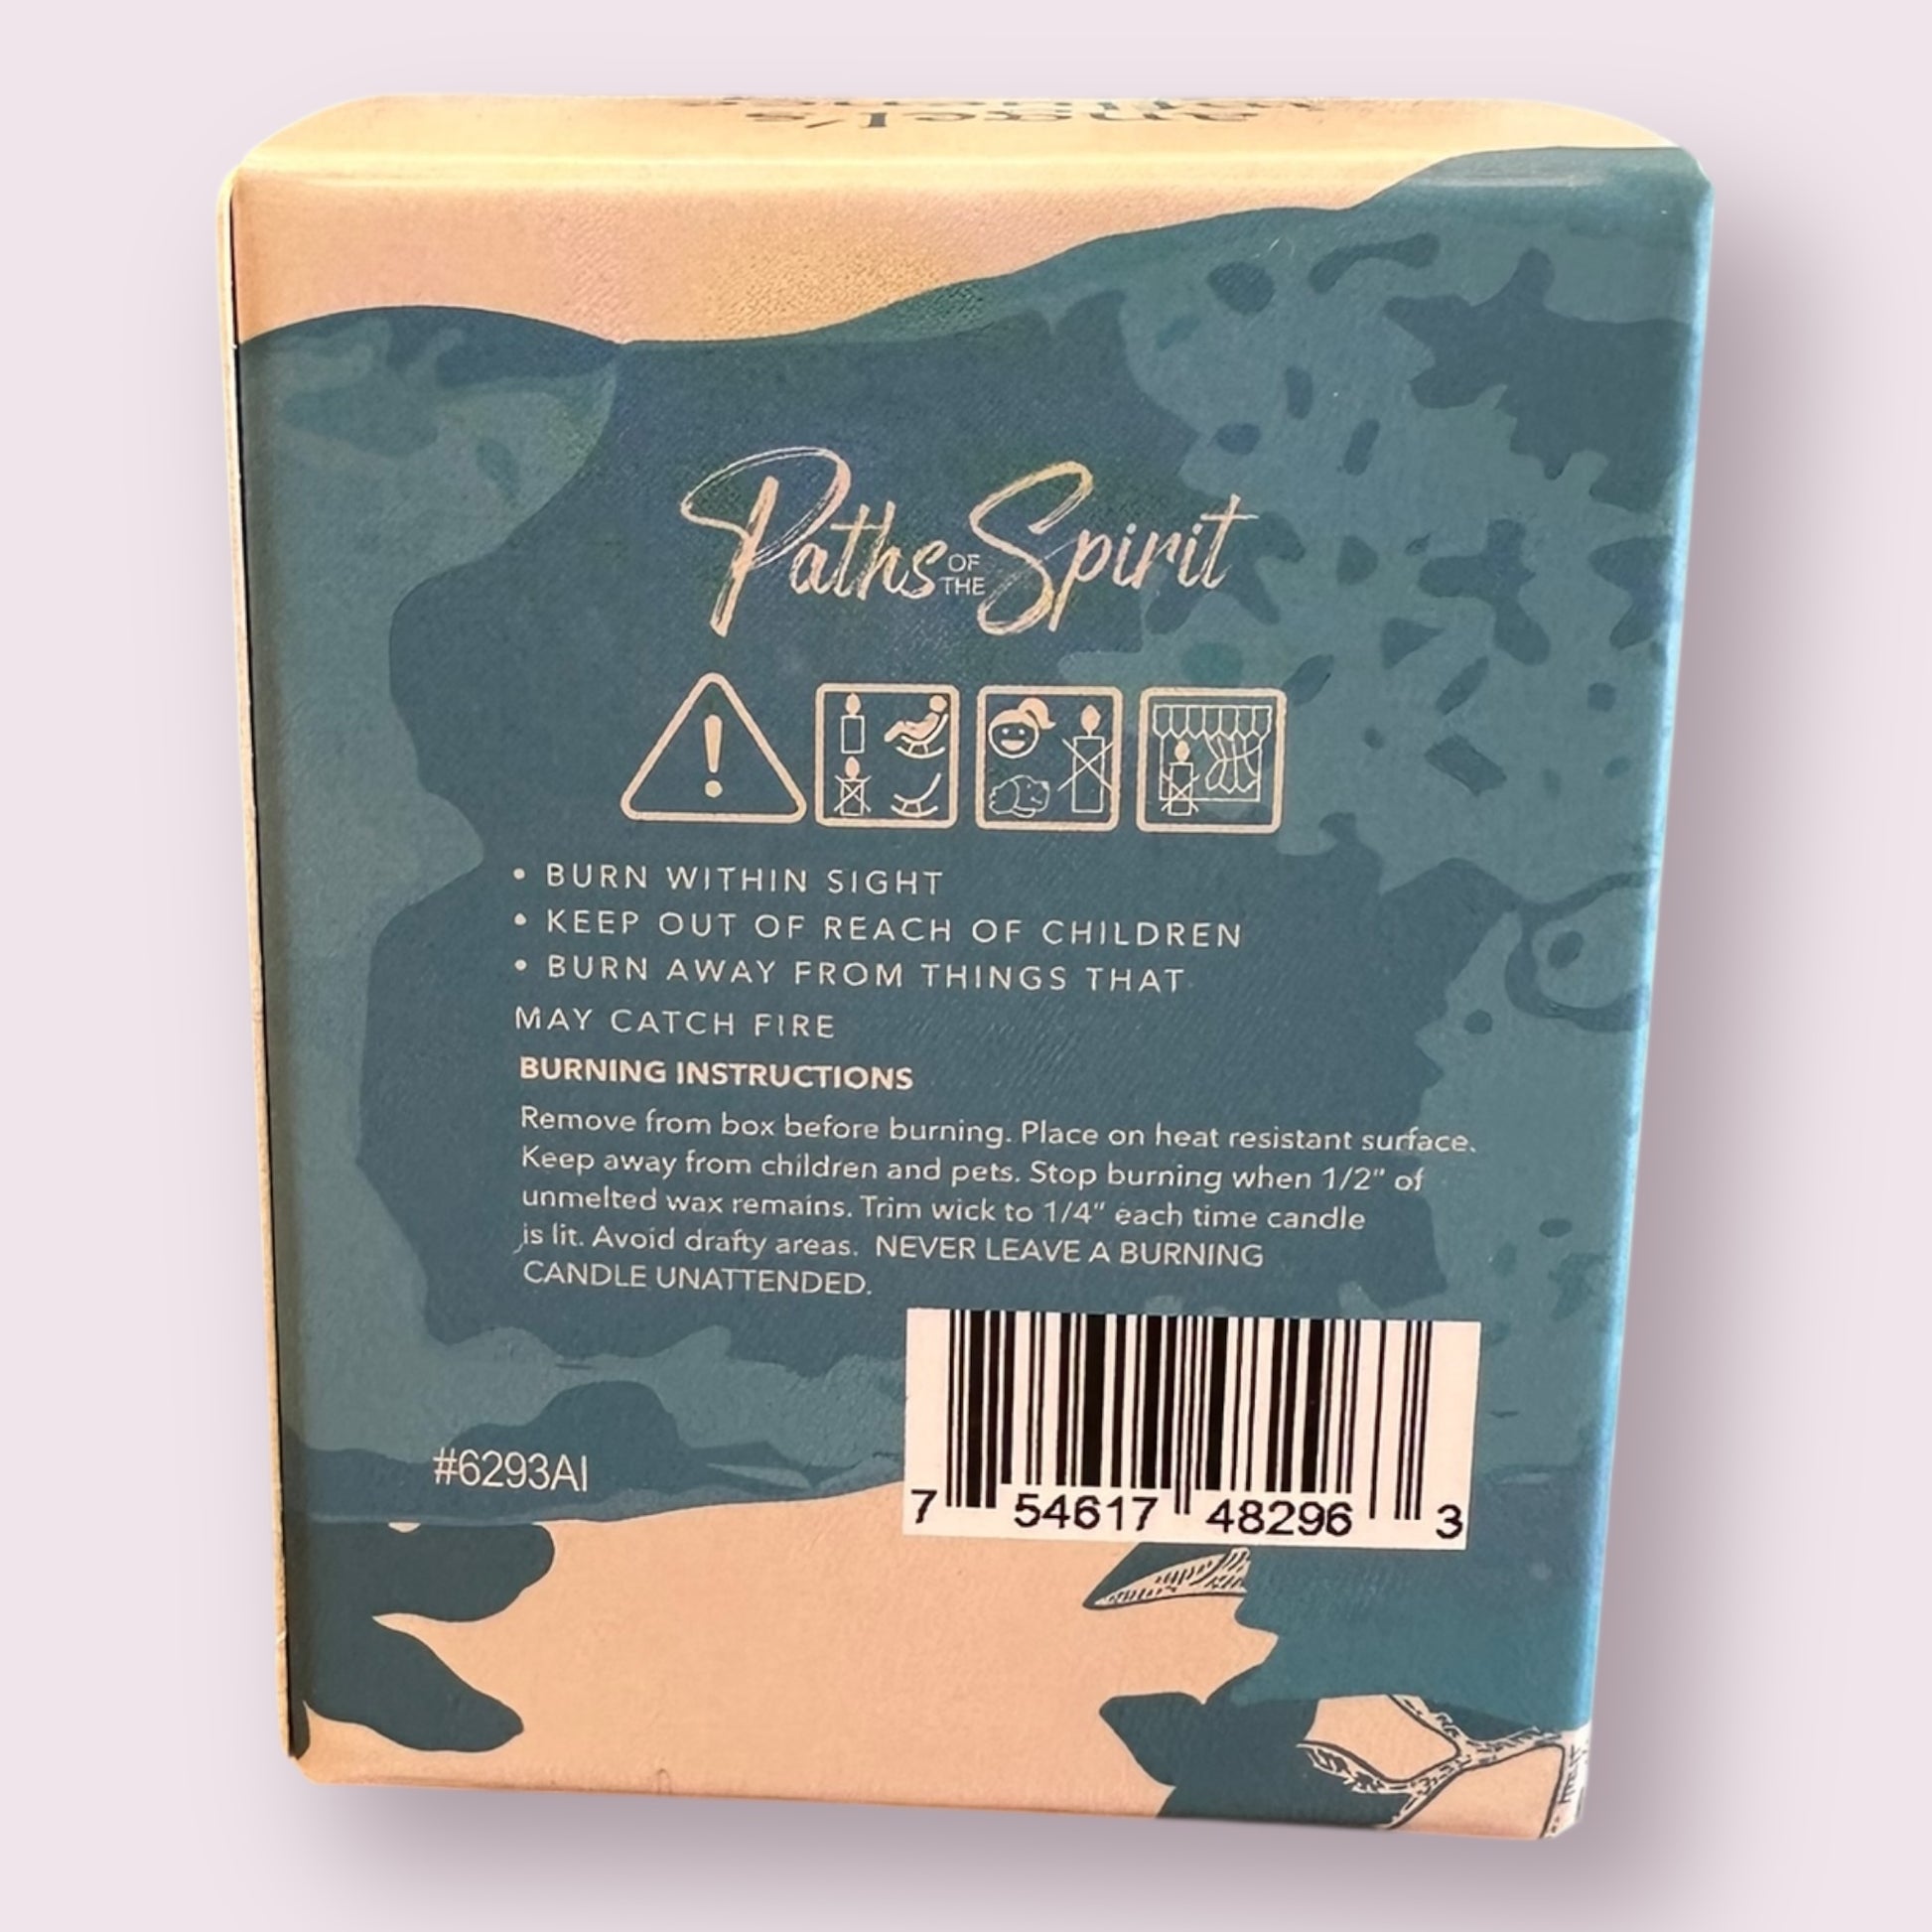 angel's
Paths OF THE Spirit
• BURN WITHIN SIGHT
• KEEP OUT OF REACH OF CHILDREN
• BURN AWAY FROM THINGS THAT
MAY CATCH FIRE
BURNING INSTRUCTIONS
Remove from box before burning. Place on heat resistant surface.
Keep away from children and pets. Stop burning when 1/2" of
unmelted wax remains. Trim wick to 1/4" each time candle
is lit. Avoid drafty areas. NEVER LEAVE A BURNING
CANDLE UNATTENDED.
#6293AI
7 54617 48296 3